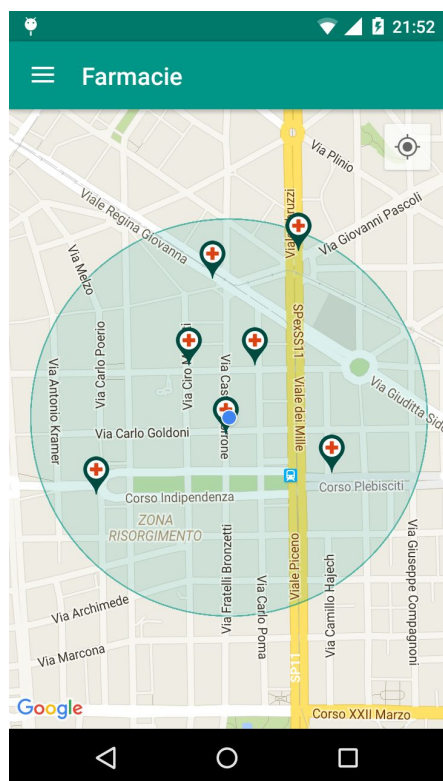 21:52
Farmacie
Via Plinio
Via Giovanni Pascoli
Viale Regina Giovanna
Via Melzo
SPexSS11
Via Carlo Poerio
Via Ciro
Via Antonio Kramer
Viale dei Mille
Via Giuditta Sid
Via Carlo Goldoni
Corso Plebisciti
Corso Indipendenza
ZONA
RISORGIMENTO
Via Fratelli Bronzetti
Viale Piceno
Via Camillo Hajech
Via Giuseppe Compagnoni
Via Carlo Poma
Via Archimede
Via Marcona
SP11
Google
Corso XXII Marzo